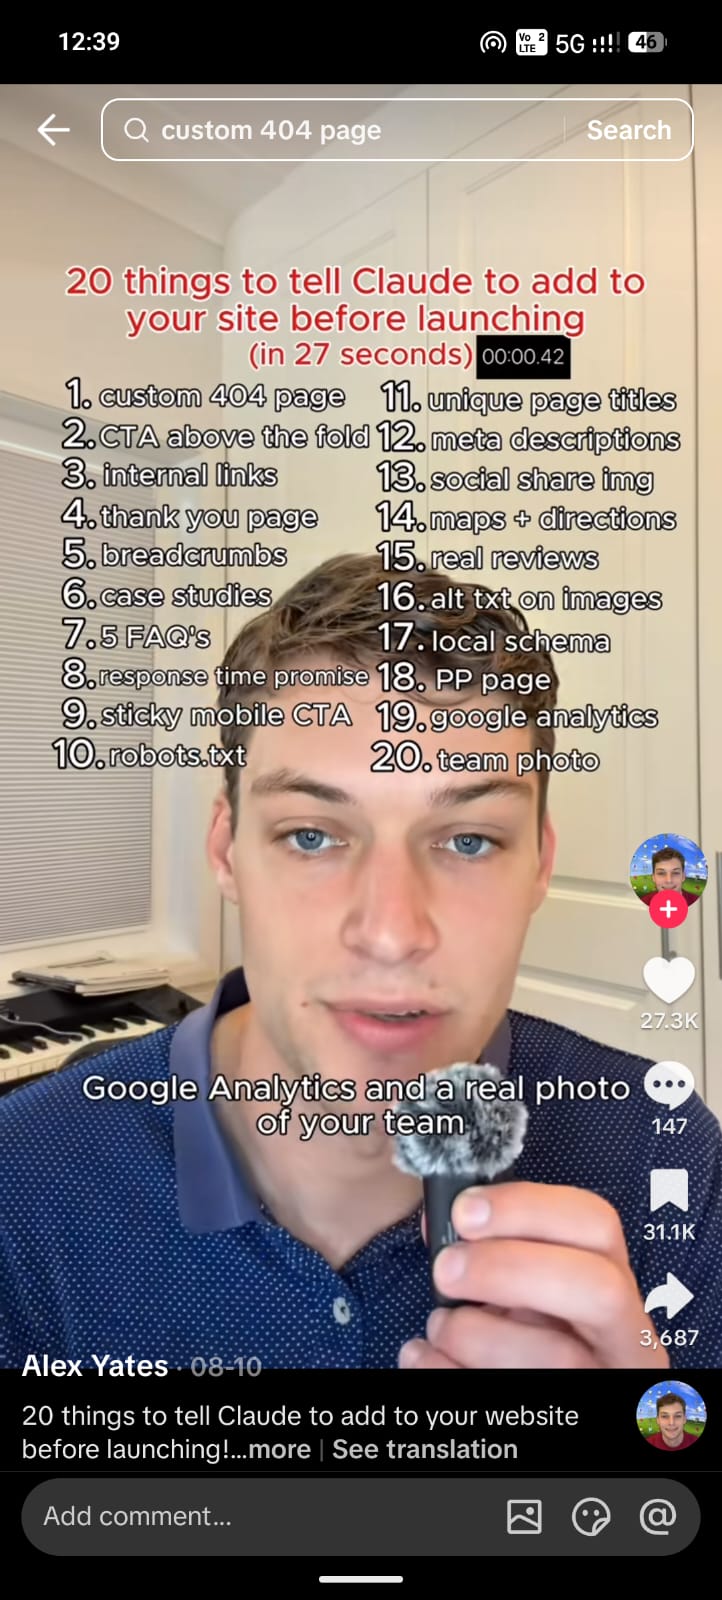 12:39
Vo 2
LTE
5G
46
custom 404 page
Search
20 things to tell Claude to add to
your site before launching
(in 27 seconds)
00:00.42
1. custom 404 page
2. CTA above the fold
3. internal links
4. thank you page
5. breadcrumbs
6. case studies
7. 5 FAQ's
8. response time promise
9. sticky mobile CTA
10. robots.txt
11. unique page titles
12. meta descriptions
13. social share img
14. maps + directions
15. real reviews
16. alt txt on images
17. local schema
18. PP page
19. google analytics
20. team photo
Google Analytics and a real photo
of your team
27.3K
147
31.1K
3,687
Alex Yates · 08-10
20 things to tell Claude to add to your website
before launching!...more | See translation
Add comment...